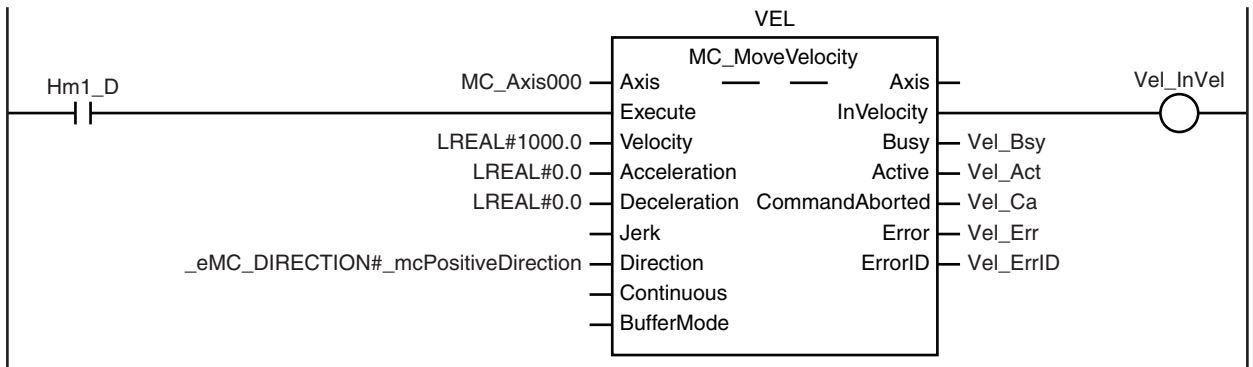 VEL
MC_MoveVelocity
Hm1_D
MC_Axis000 Axis Axis
Vel_InVel
Execute InVelocity
LREAL#1000.0 Velocity Busy Vel_Bsy
LREAL#0.0 Acceleration Active Vel_Act
LREAL#0.0 Deceleration CommandAborted Vel_Ca
Jerk Error Vel_Err
_eMC_DIRECTION#_mcPositiveDirection Direction ErrorID Vel_ErrID
Continuous
BufferMode